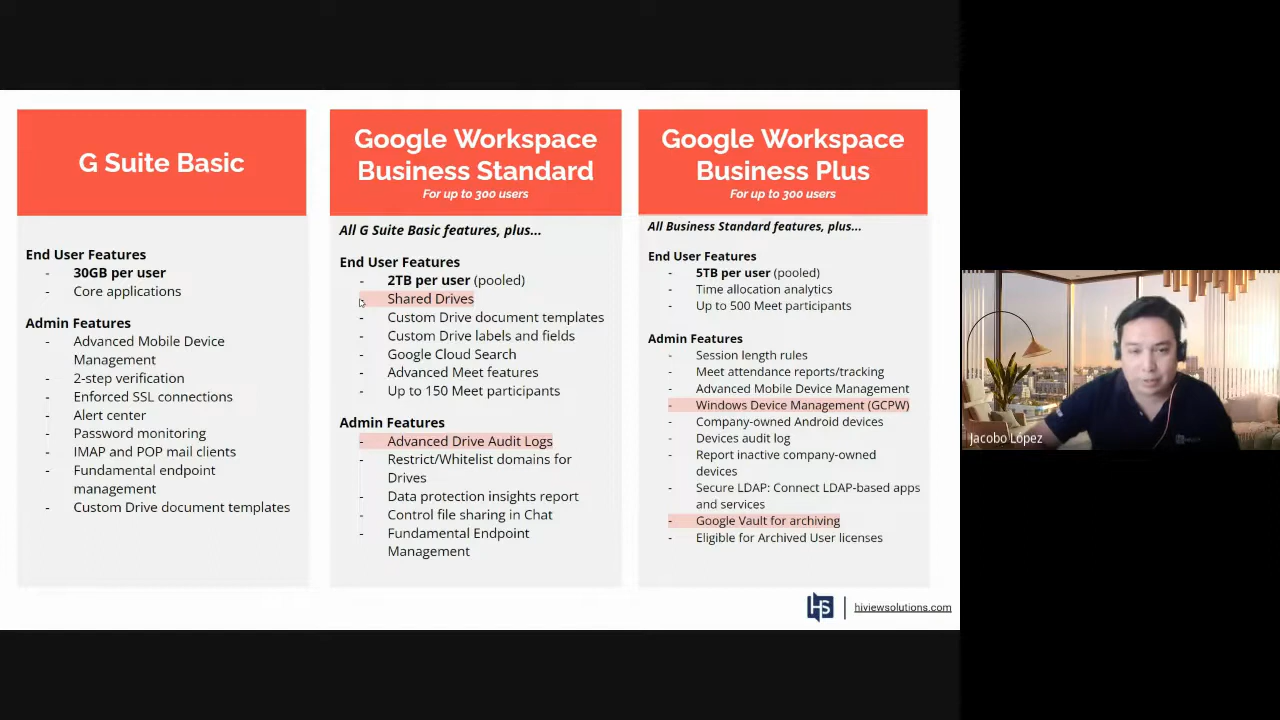 G Suite Basic
End User Features
- 30GB per user
- Core applications
Admin Features
- Advanced Mobile Device
Management
- 2-step verification
- Enforced SSL connections
- Alert center
- Password monitoring
- IMAP and POP mail clients
- Fundamental endpoint
management
- Custom Drive document templates
Google Workspace
Business Standard
For up to 300 users
All G Suite Basic features, plus...
End User Features
- 2TB per user (pooled)
- Shared Drives
- Custom Drive document templates
- Custom Drive labels and fields
- Google Cloud Search
- Advanced Meet features
- Up to 150 Meet participants
Admin Features
- Advanced Drive Audit Logs
- Restrict/Whitelist domains for
Drives
- Data protection insights report
- Control file sharing in Chat
- Fundamental Endpoint
Management
Google Workspace
Business Plus
For up to 300 users
All Business Standard features, plus...
End User Features
- 5TB per user (pooled)
- Time allocation analytics
- Up to 500 Meet participants
Admin Features
- Session length rules
- Meet attendance reports/tracking
- Advanced Mobile Device Management
- Windows Device Management (GCPW)
- Company-owned Android devices
- Devices audit log
- Report inactive company-owned
devices
- Secure LDAP: Connect LDAP-based apps
and services
- Google Vault for archiving
- Eligible for Archived User licenses
HS
hiviewsolutions.com
Jacobo López